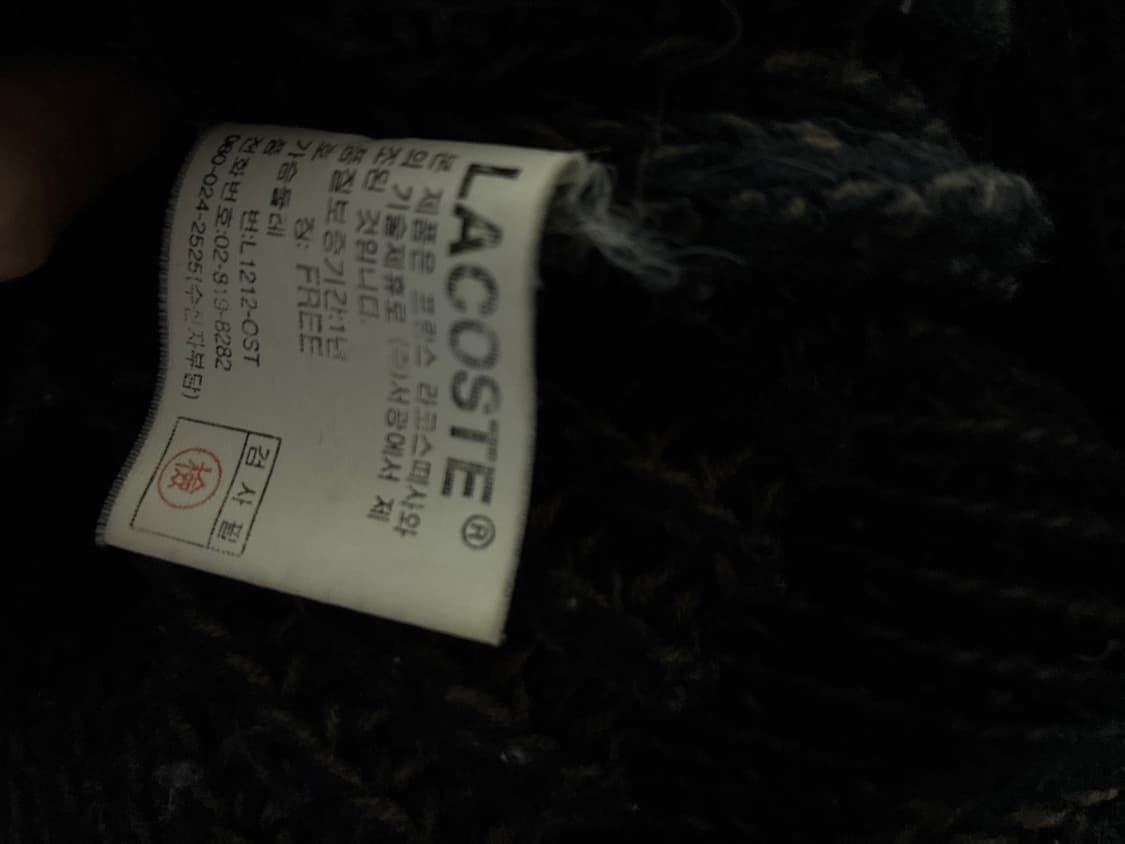 LACOSTE®
본 제품은 프랑스 라코스떼사와
의 기술제휴로 (주)서광에서 제
조된 것입니다.
품질보증기간:1년
호 칭: FREE
가슴둘레
품 번:L1212-OST
전화번호:02-819-8282
080-024-2525(수신자부담)
검사필
檢